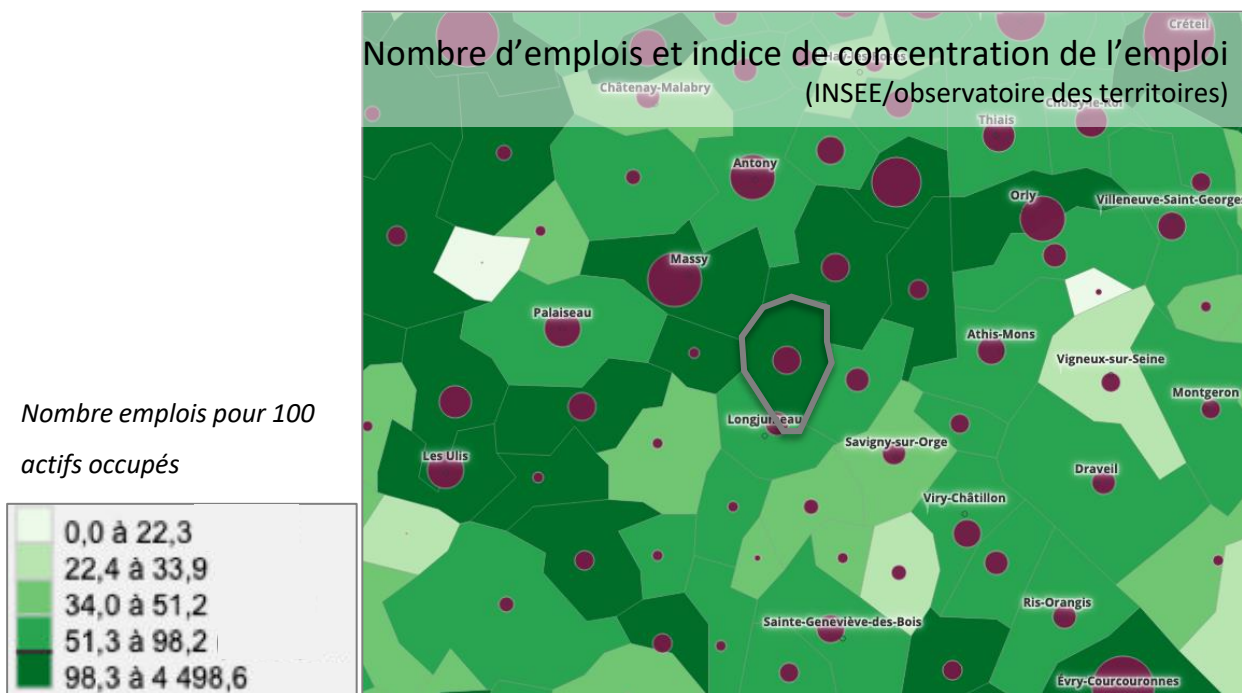 Créteil
Nombre d’emplois et indice de concentration de l’emploi
(INSEE/observatoire des territoires)
Châtenay-Malabry
Choisy-le-Roi
Thiais
Antony
Orly
Villeneuve-Saint-Georges
Massy
Palaiseau
Athis-Mons
Vigneux-sur-Seine
Montgeron
Nombre emplois pour 100
actifs occupés
Longjumeau
Savigny-sur-Orge
Les Ulis
Draveil
Viry-Châtillon
0,0 à 22,3
22,4 à 33,9
34,0 à 51,2
51,3 à 98,2
98,3 à 4 498,6
Ris-Orangis
Sainte-Geneviève-des-Bois
Évry-Courcouronnes